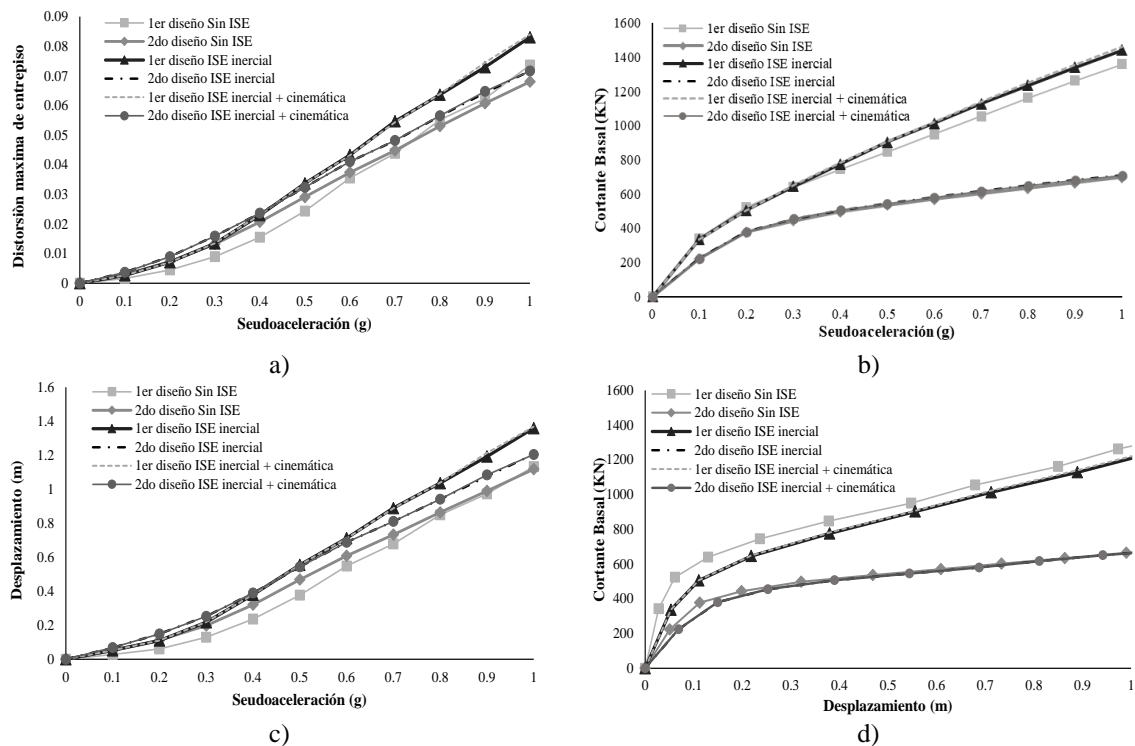 Distorsión maxima de entrepiso
0.09
0.08
0.07
0.06
0.05
0.04
0.03
0.02
0.01
0
1er diseño Sin ISE
2do diseño Sin ISE
1er diseño ISE inercial
2do diseño ISE inercial
1er diseño ISE inercial + cinemática
2do diseño ISE inercial + cinemática
0 0.1 0.2 0.3 0.4 0.5 0.6 0.7 0.8 0.9 1
Seudoaceleración (g)
a)
Cortante Basal (KN)
1600
1400
1200
1000
800
600
400
200
0
1er diseño Sin ISE
2do diseño Sin ISE
1er diseño ISE inercial
2do diseño ISE inercial
1er diseño ISE inercial + cinemática
2do diseño ISE inercial + cinemática
0 0.1 0.2 0.3 0.4 0.5 0.6 0.7 0.8 0.9 1
Seudoaceleración (g)
b)
Desplazamiento (m)
1.6
1.4
1.2
1
0.8
0.6
0.4
0.2
0
1er diseño Sin ISE
2do diseño Sin ISE
1er diseño ISE inercial
2do diseño ISE inercial
1er diseño ISE inercial + cinemática
2do diseño ISE inercial + cinemática
0 0.1 0.2 0.3 0.4 0.5 0.6 0.7 0.8 0.9 1
Seudoaceleración (g)
c)
Cortante Basal (KN)
1600
1400
1200
1000
800
600
400
200
0
1er diseño Sin ISE
2do diseño Sin ISE
1er diseño ISE inercial
2do diseño ISE inercial
1er diseño ISE inercial + cinemática
2do diseño ISE inercial + cinemática
0 0.1 0.2 0.3 0.4 0.5 0.6 0.7 0.8 0.9 1
Desplazamiento (m)
d)